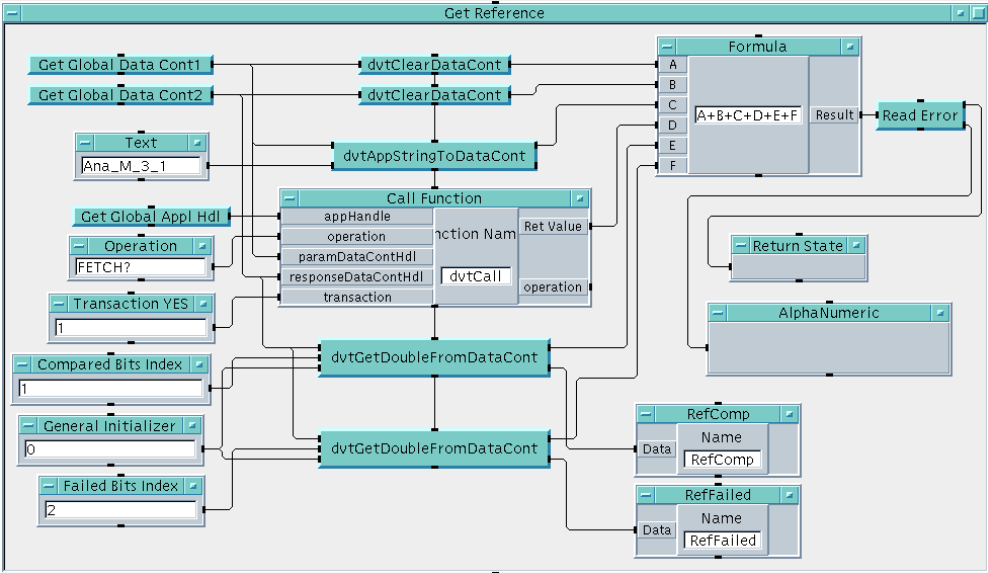 Get Reference
Get Global Data Cont1
dvtClearDataCont
Get Global Data Cont2
dvtClearDataCont
Formula
A
B
C
D
E
F
A+B+C+D+E+F
Result
Read Error
Text
Ana_M_3_1
dvtAppStringToDataCont
Get Global Appl Hdl
Call Function
appHandle
operation
paramDataContHdl
responseDataContHdl
transaction
nction Nam
dvtCall
Ret Value
operation
Operation
FETCH?
Return State
Transaction YES
1
AlphaNumeric
Compared Bits Index
1
dvtGetDoubleFromDataCont
General Initializer
0
dvtGetDoubleFromDataCont
Failed Bits Index
2
RefComp
Data
Name
RefComp
RefFailed
Data
Name
RefFailed